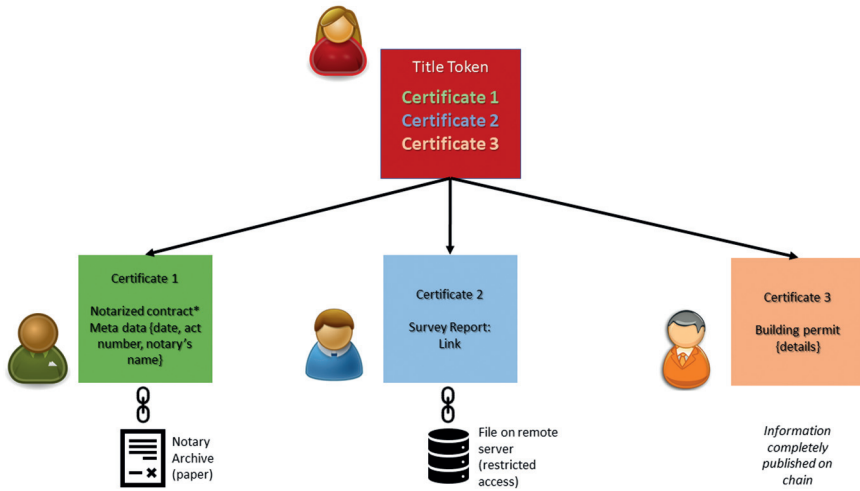 Title Token
Certificate 1
Certificate 2
Certificate 3
Certificate 1
Notarized contract*
Meta data {date, act
number, notary's
name}
Certificate 2
Survey Report:
Link
Certificate 3
Building permit
{details}
Notary
Archive
(paper)
File on remote
server
(restricted
access)
Information
completely
published on
chain